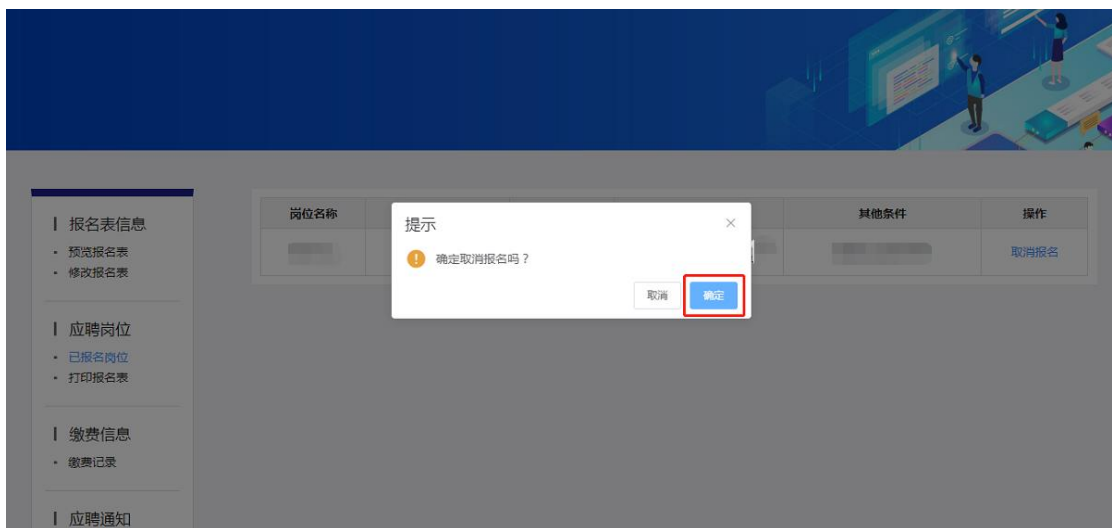 报名表信息
预览报名表
修改报名表
应聘岗位
已报名岗位
打印报名表
缴费信息
缴费记录
应聘通知
岗位名称
其他条件
操作
取消报名
提示
确定取消报名吗？
取消
确定